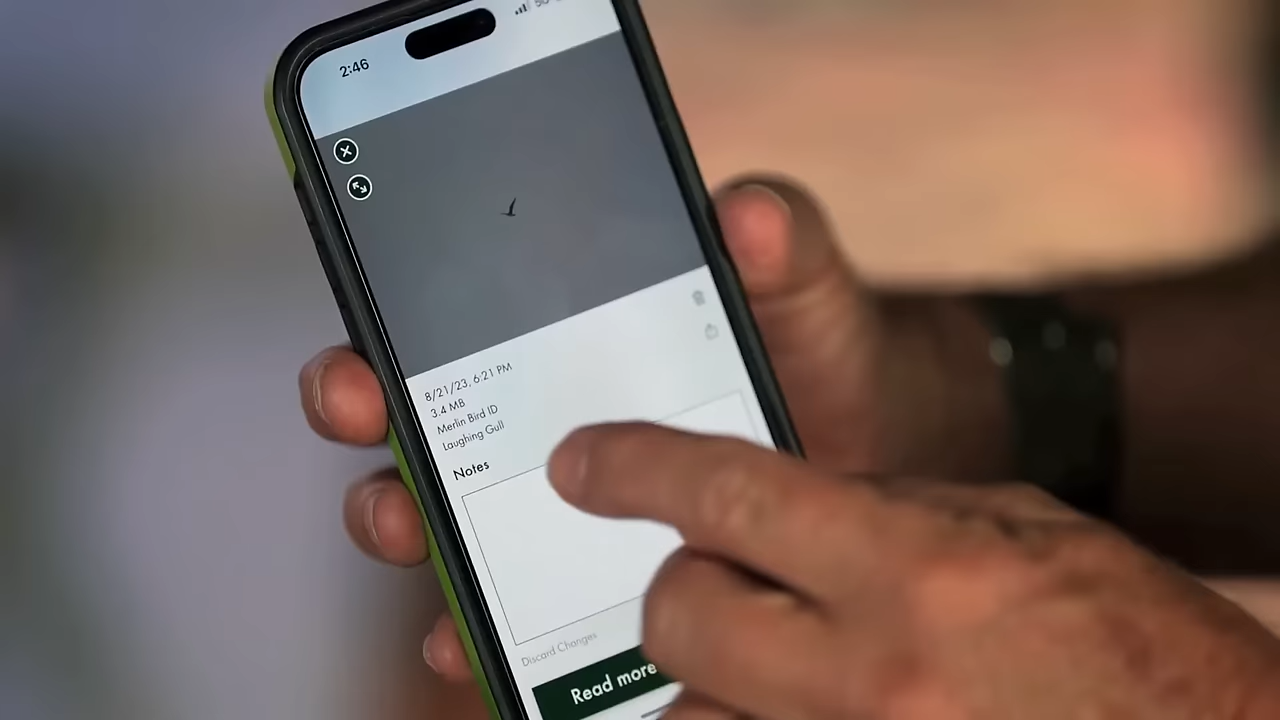 2:46
8/21/23, 6:21 PM
3.4 MB
Merlin Bird ID
Laughing Gull
Notes
Discard Changes
Read more